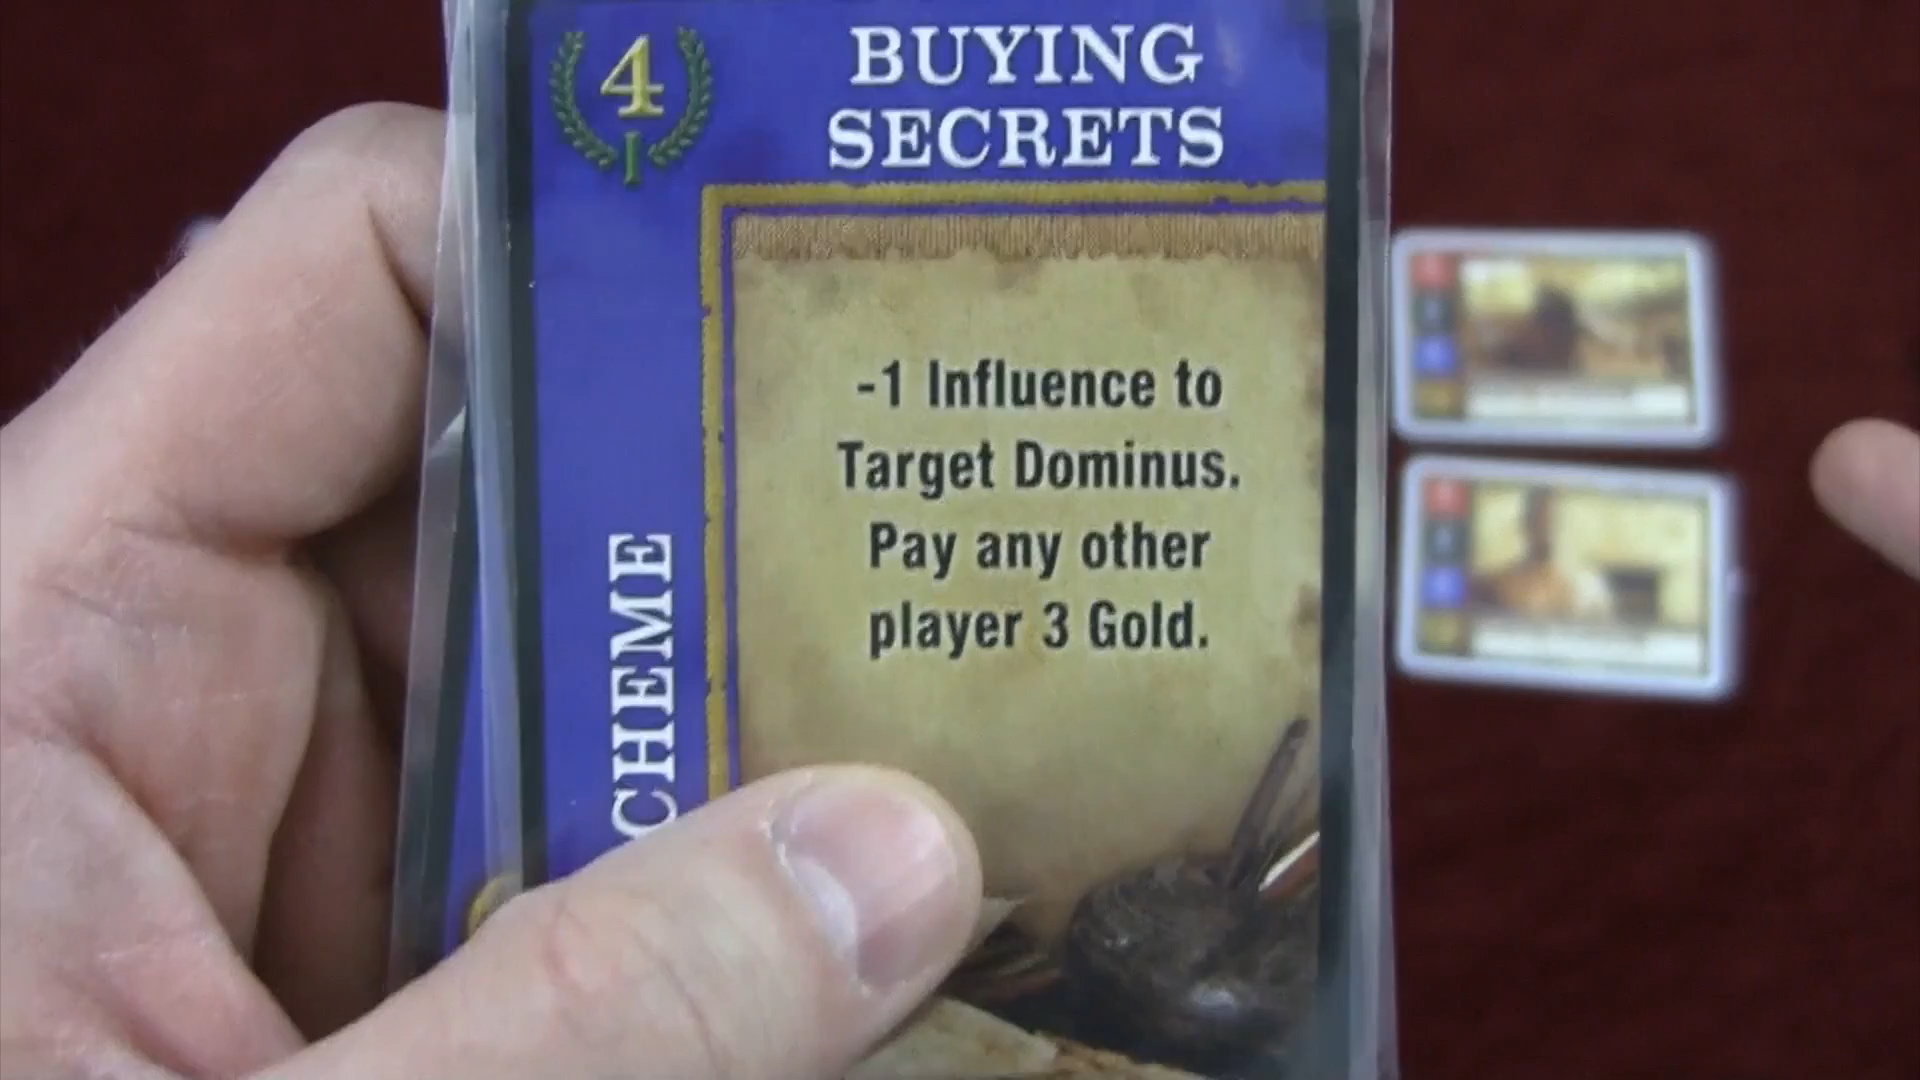 4
I
BUYING
SECRETS
-1 Influence to
Target Dominus.
Pay any other
player 3 Gold.
CHEME